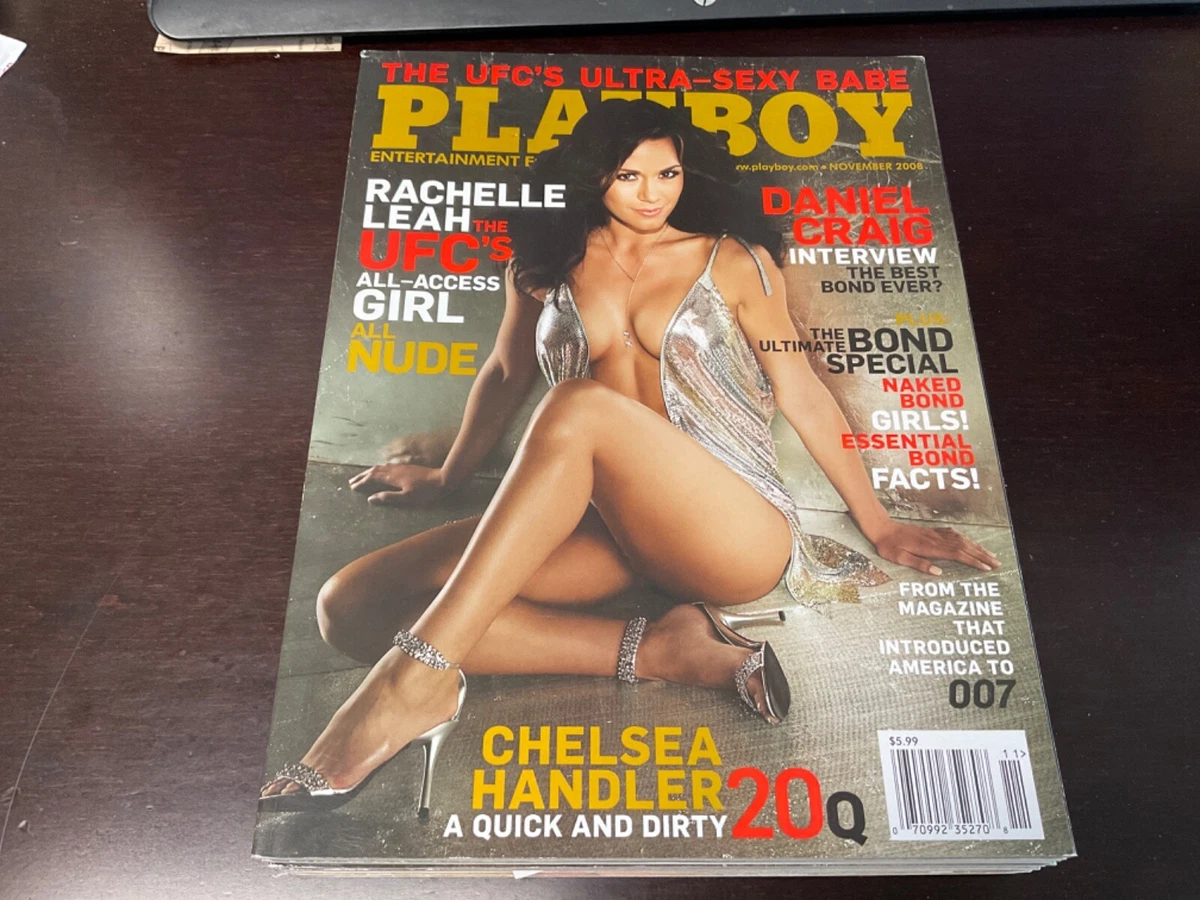 THE UFC'S ULTRA-SEXY BABE
PLAYBOY
ENTERTAINMENT
www.playboy.com • NOVEMBER 2008
RACHELLE
LEAH THE
UFC'S
ALL-ACCESS
GIRL
ALL
NUDE
DANIEL
CRAIG
INTERVIEW
THE BEST
BOND EVER?
PLUS:
THE
ULTIMATE BOND
SPECIAL
NAKED
BOND
GIRLS!
ESSENTIAL
BOND
FACTS!
FROM THE
MAGAZINE
THAT
INTRODUCED
AMERICA TO
007
CHELSEA
HANDLER
A QUICK AND DIRTY 20Q
$5.99
11>
0 70992 35270 8